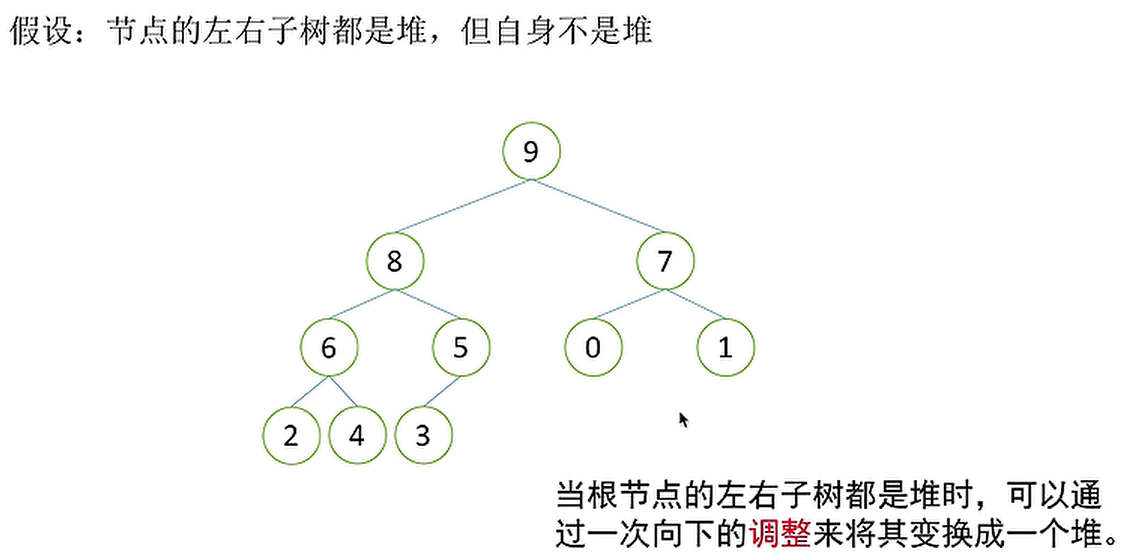 假设：节点的左右子树都是堆，但自身不是堆
9
8 7
6 5 0 1
2 4 3
当根节点的左右子树都是堆时，可以通
过一次向下的调整来将其变换成一个堆。